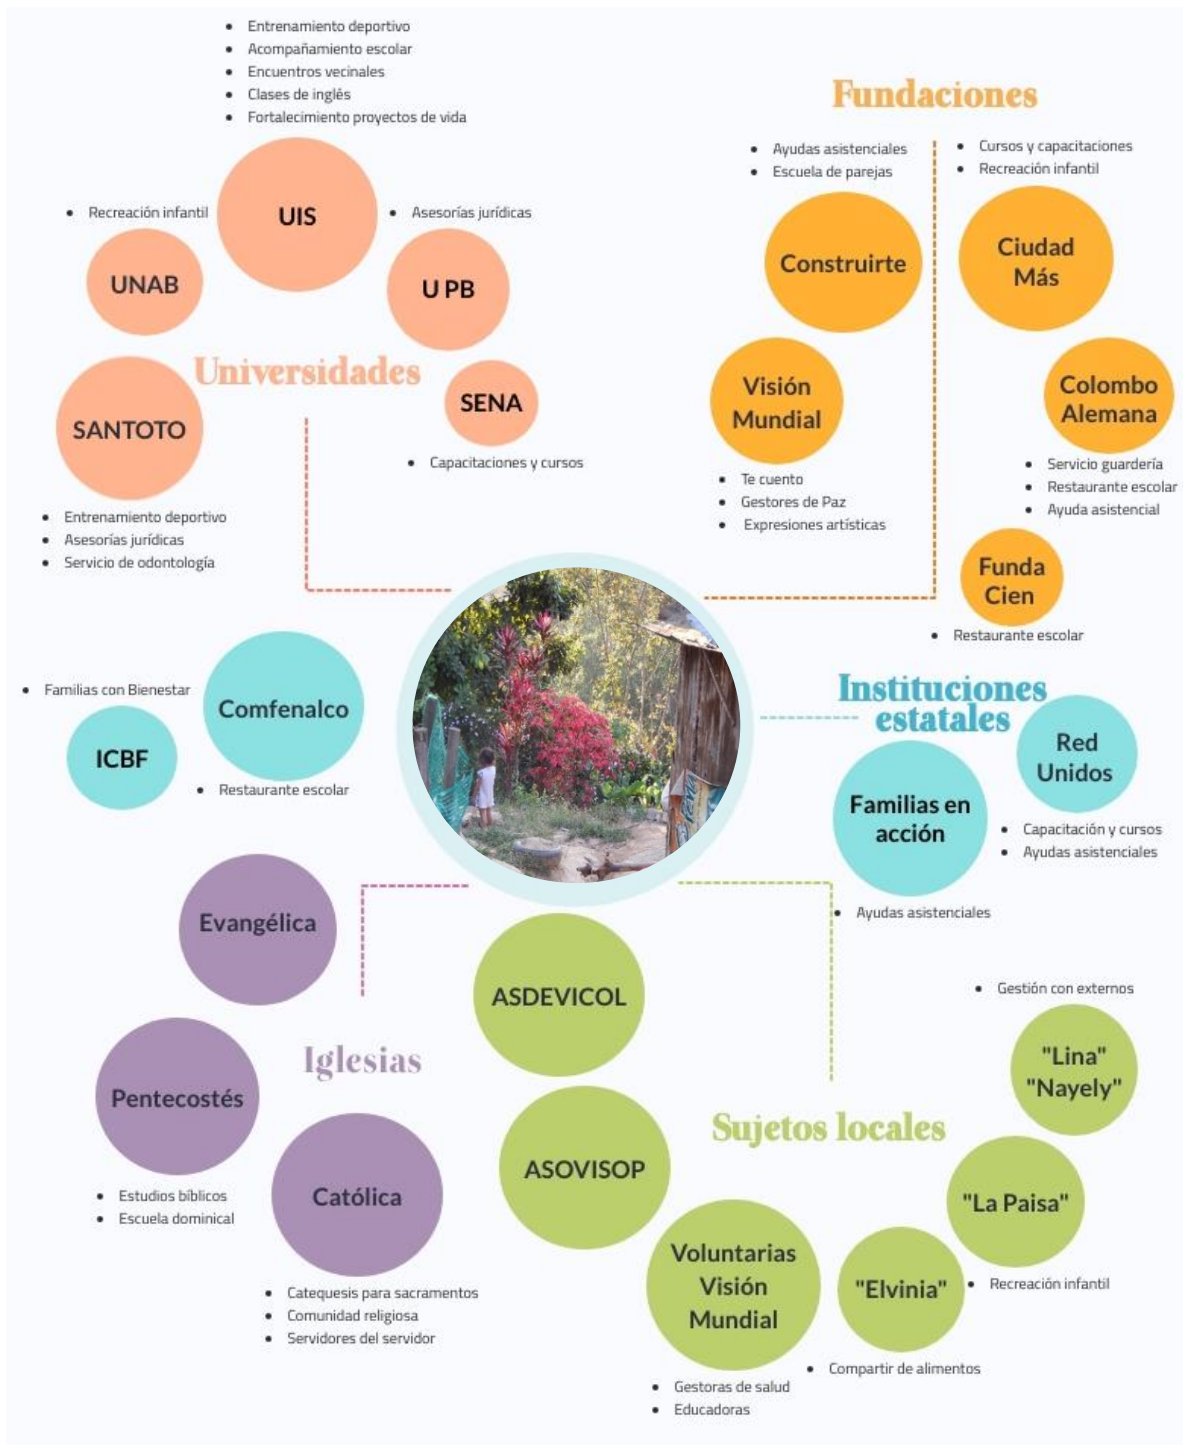 Entrenamiento deportivo
Acompañamiento escolar
Encuentros vecinales
Clases de inglés
Fortalecimiento proyectos de vida
UIS
Recreación infantil
UNAB
Asesorías jurídicas
U PB
Universidades
SENA
Capacitaciones y cursos
SANTOTO
Entrenamiento deportivo
Asesorías jurídicas
Servicio de odontología
Fundaciones
Ayudas asistenciales
Escuela de parejas
Construirte
Cursos y capacitaciones
Recreación infantil
Ciudad
Más
Visión
Mundial
Te cuento
Gestores de Paz
Expresiones artísticas
Colombo
Alemana
Servicio guardería
Restaurante escolar
Ayuda asistencial
Funda
Cien
Restaurante escolar
Familias con Bienestar
ICBF
Comfenalco
Restaurante escolar
Instituciones
estatales
Red
Unidos
Capacitación y cursos
Ayudas asistenciales
Familias en
acción
Ayudas asistenciales
Evangélica
Iglesias
Pentecostés
Estudios bíblicos
Escuela dominical
Católica
Catequesis para sacramentos
Comunidad religiosa
Servidores del servidor
ASDEVICOL
ASOVISOP
Sujetos locales
Gestión con externos
"Lina"
"Nayely"
"La Paisa"
Recreación infantil
"Elvinia"
Compartir de alimentos
Voluntarias
Visión
Mundial
Gestoras de salud
Educadoras